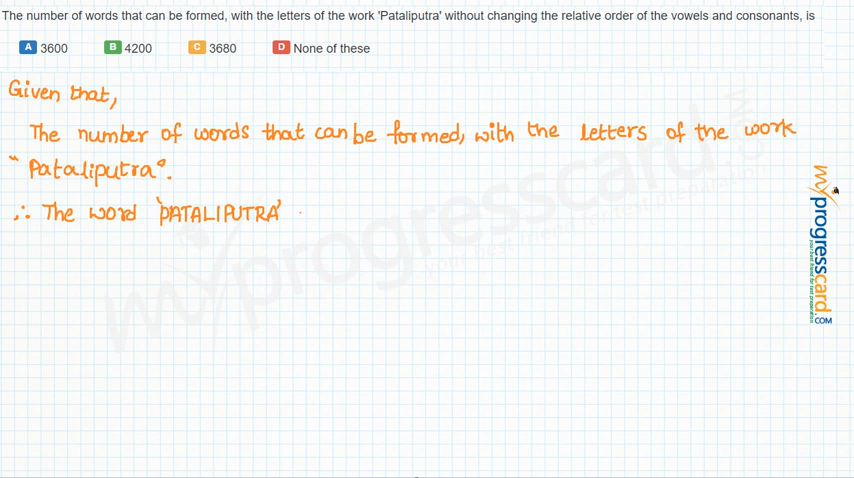 The number of words that can be formed, with the letters of the work 'Pataliputra' without changing the relative order of the vowels and consonants, is
A 3600 B 4200 C 3680 D None of these
Given that,
The number of words that can be formed, with the letters of the work
"Pataliputra".
∴ The word 'PATALIPUTRA'
myprogresscard
.COM